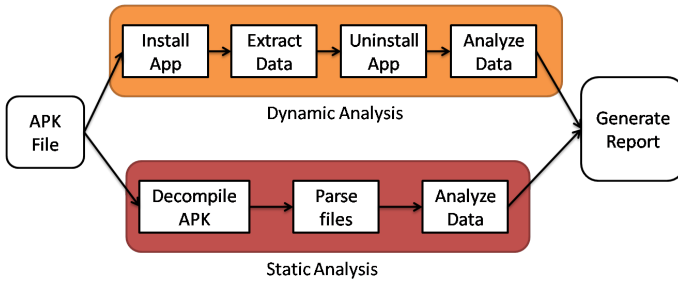 APK
File
Install
App
Extract
Data
Uninstall
App
Analyze
Data
Dynamic Analysis
Decompile
APK
Parse
files
Analyze
Data
Static Analysis
Generate
Report